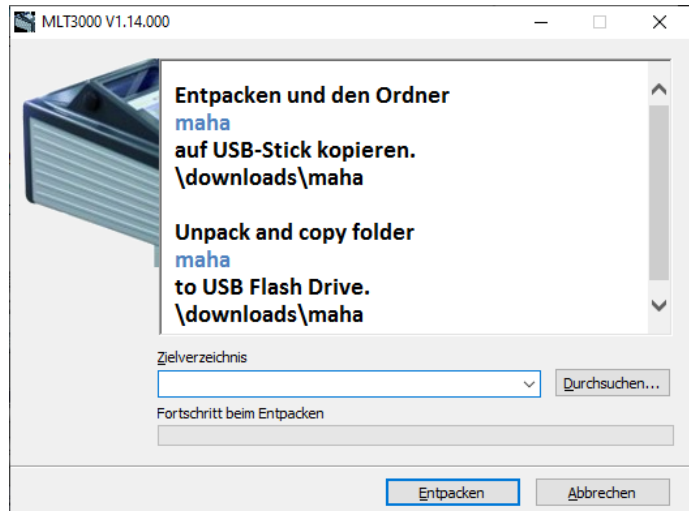 MLT3000 V1.14.000
Entpacken und den Ordner
maha
auf USB-Stick kopieren.
\downloads\maha
Unpack and copy folder
maha
to USB Flash Drive.
\downloads\maha
Zielverzeichnis
Durchsuchen...
Fortschritt beim Entpacken
Entpacken
Abbrechen